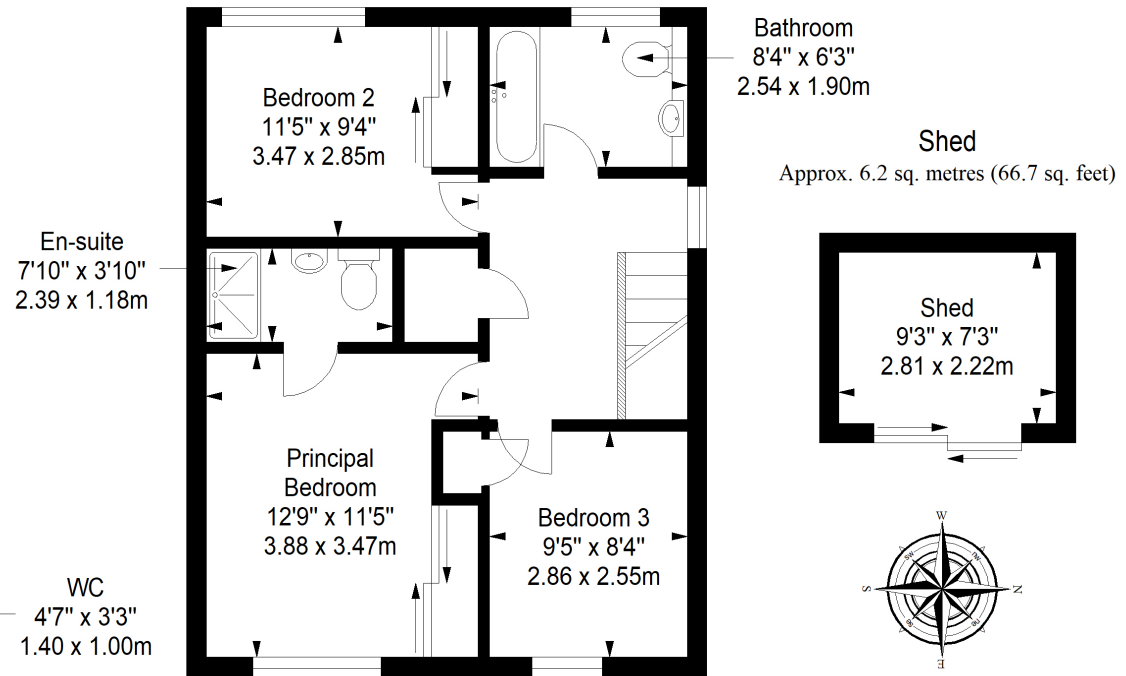 Bathroom
8'4" x 6'3"
2.54 x 1.90m
Bedroom 2
11'5" x 9'4"
3.47 x 2.85m
Shed
Approx. 6.2 sq. metres (66.7 sq. feet)
En-suite
7'10" x 3'10"
2.39 x 1.18m
Shed
9'3" x 7'3"
2.81 x 2.22m
Principal
Bedroom
12'9" x 11'5"
3.88 x 3.47m
Bedroom 3
9'5" x 8'4"
2.86 x 2.55m
WC
4'7" x 3'3"
1.40 x 1.00m
W
SW
NW
S
N
SE
NE
E